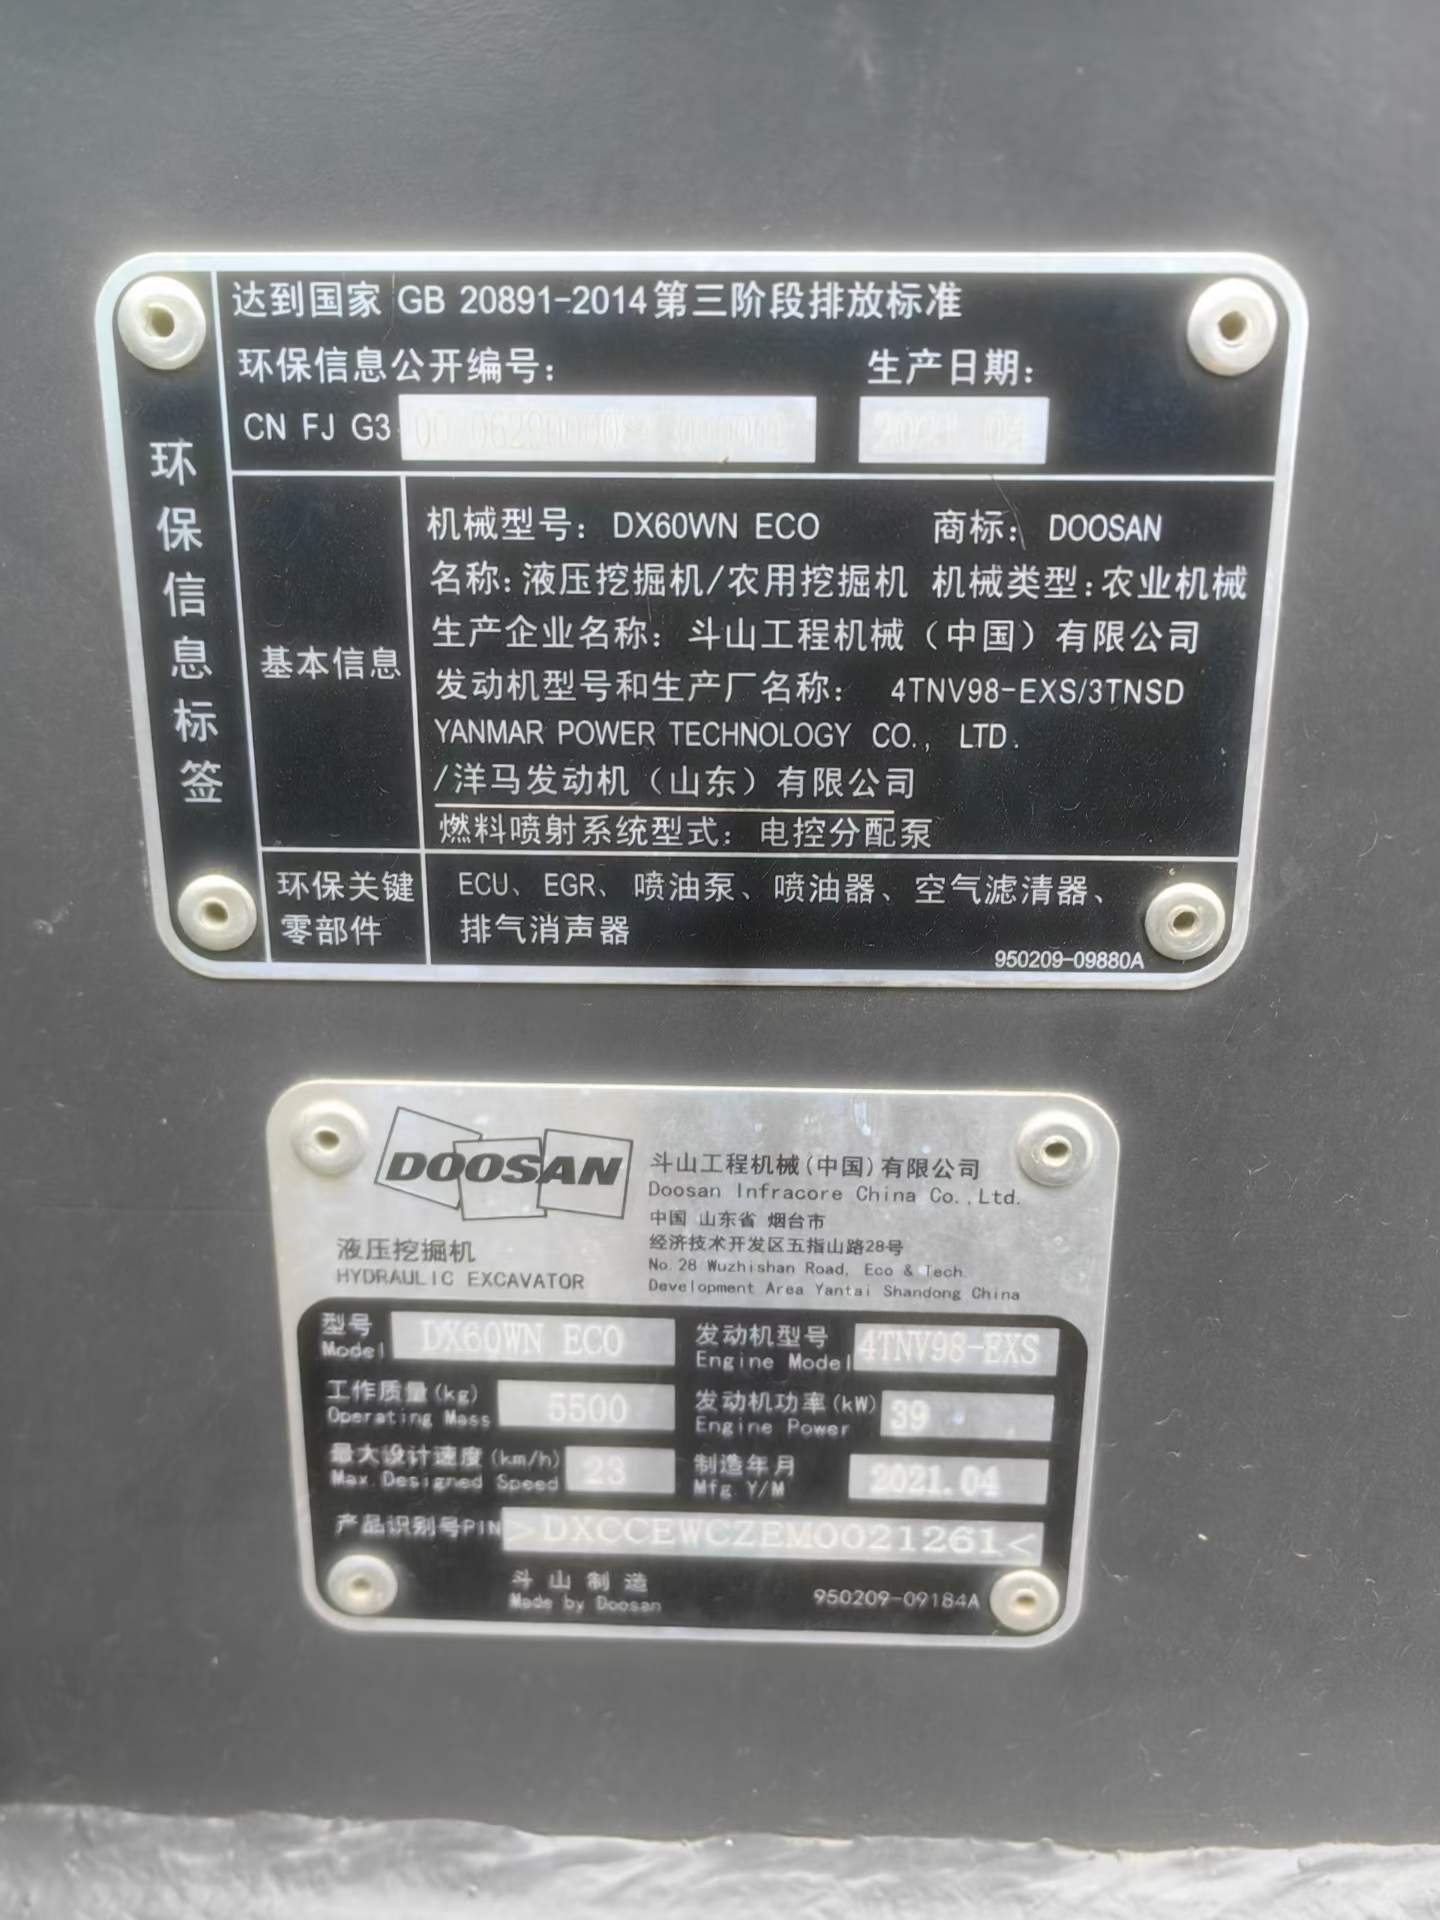 达到国家 GB 20891-2014第三阶段排放标准
环保信息公开编号： 生产日期：
CN FJ G3
环保信息标签
基本信息
机械型号：DX60WN ECO 商标：DOOSAN
名称：液压挖掘机/农用挖掘机 机械类型：农业机械
生产企业名称：斗山工程机械（中国）有限公司
发动机型号和生产厂名称： 4TNV98-EXS/3TNSD
YANMAR POWER TECHNOLOGY CO., LTD.
/洋马发动机（山东）有限公司
燃料喷射系统型式：电控分配泵
环保关键
零部件
ECU、EGR、喷油泵、喷油器、空气滤清器、
排气消声器
950209-09880A
DOOSAN
斗山工程机械(中国)有限公司
Doosan Infracore China Co.,Ltd.
中国 山东省 烟台市
经济技术开发区五指山路28号
No.28 Wuzhishan Road, Eco & Tech.
Development Area Yantai Shandong China
液压挖掘机
HYDRAULIC EXCAVATOR
型号 DX60WN ECO 发动机型号 4TNV98-EXS
Model Engine Model
工作质量(kg) 5500 发动机功率(kW) 39
Operating Mass Engine Power
最大设计速度(km/h) 23 制造年月 2021.04
Max.Designed Speed Mfg Y/M
产品识别号PIN >DXCCEWCZEM0021261<
斗山制造
Made by Doosan
950209-09184A